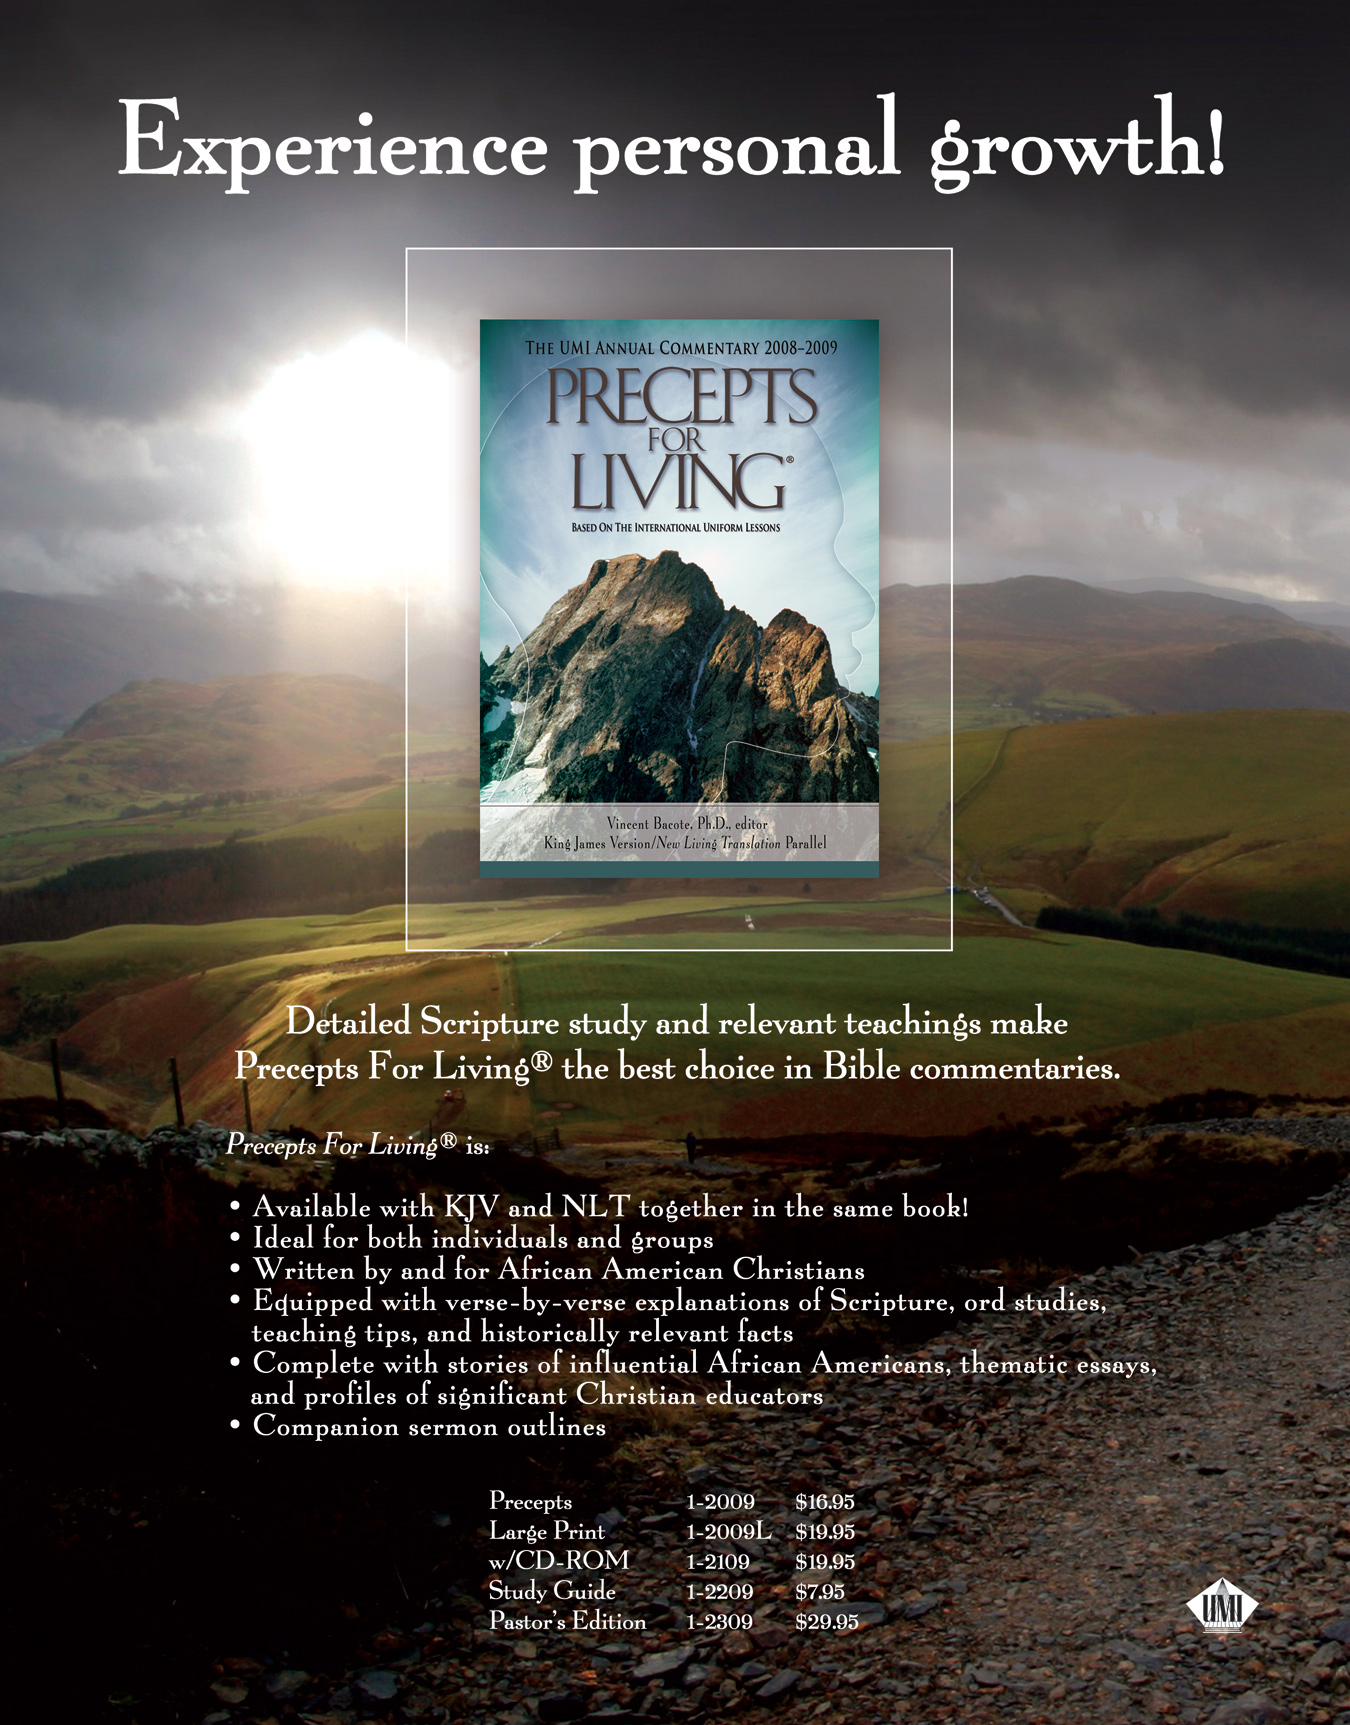 Experience personal growth!
THE UMI ANNUAL COMMENTARY 2008–2009
PRECEPTS
FOR
LIVING®
BASED ON THE INTERNATIONAL UNIFORM LESSONS
Vincent Bacote, Ph.D., editor
King James Version/New Living Translation Parallel
Detailed Scripture study and relevant teachings make
Precepts For Living® the best choice in Bible commentaries.
Precepts For Living® is:
• Available with KJV and NLT together in the same book!
• Ideal for both individuals and groups
• Written by and for African American Christians
• Equipped with verse-by-verse explanations of Scripture, ord studies,
teaching tips, and historically relevant facts
• Complete with stories of influential African Americans, thematic essays,
and profiles of significant Christian educators
• Companion sermon outlines
Precepts 1-2009 $16.95
Large Print 1-2009L $19.95
w/CD-ROM 1-2109 $19.95
Study Guide 1-2209 $7.95
Pastor's Edition 1-2309 $29.95
UMI